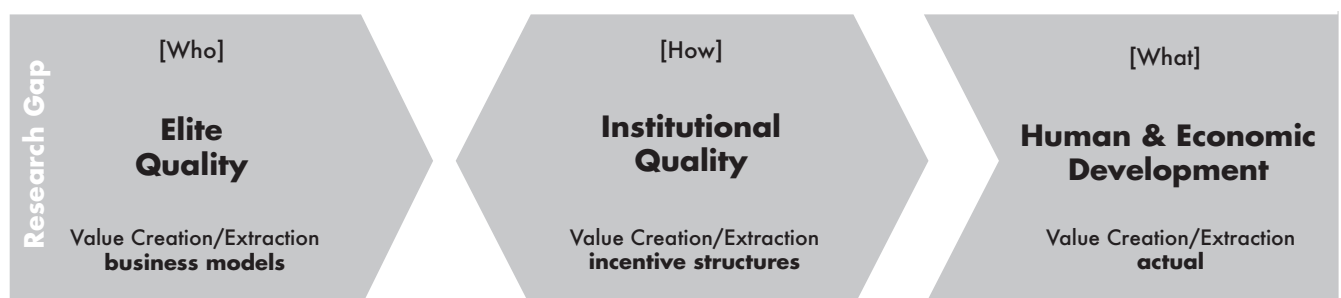 Research Gap
[Who]
Elite
Quality
Value Creation/Extraction
business models
[How]
Institutional
Quality
Value Creation/Extraction
incentive structures
[What]
Human & Economic
Development
Value Creation/Extraction
actual